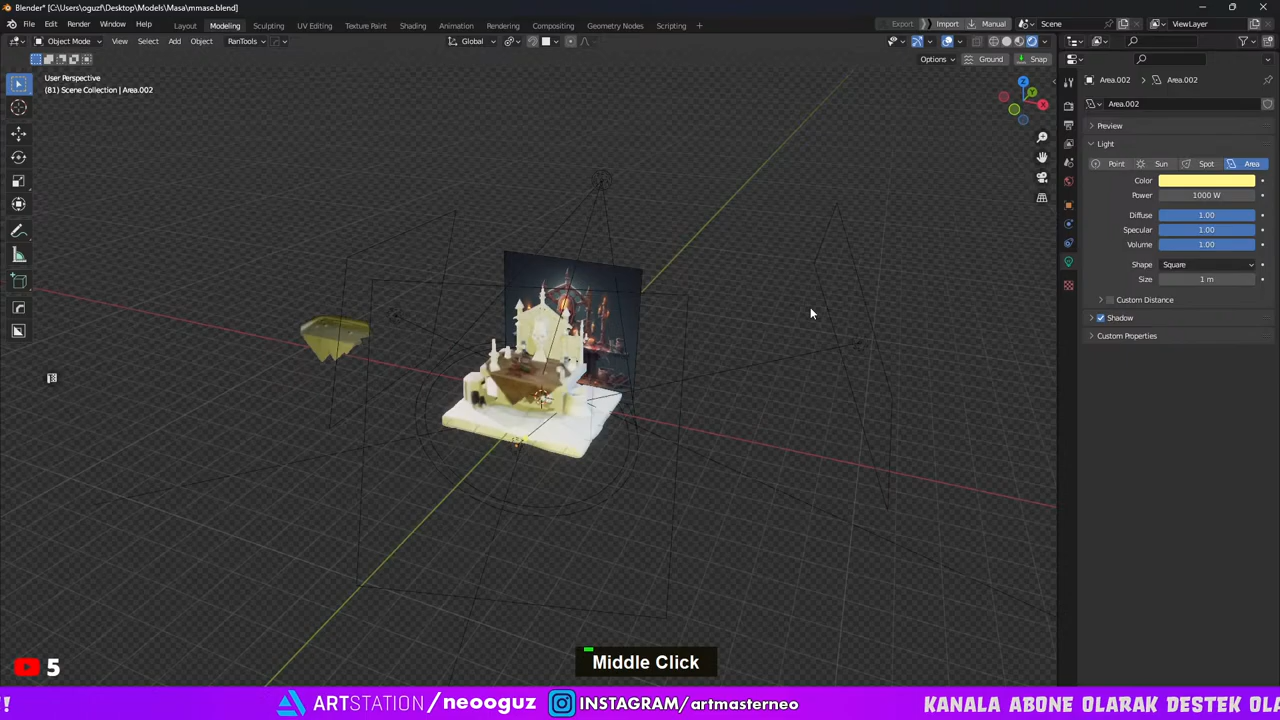 Blender* [C:\Users\oguzf\Desktop\Models\Masa\mmase.blend]
File Edit Render Window Help Layout Modeling Sculpting UV Editing Texture Paint Shading Animation Rendering Compositing Geometry Nodes Scripting + Export Import Manual Scene ViewLayer
Object Mode View Select Add Object RanTools Global
Options Ground Snap
User Perspective
(81) Scene Collection | Area.002
Z
Y
X
Area.002 > Area.002
Area.002
Preview
Light
Point Sun Spot Area
Color
Power 1000 W
Diffuse 1.00
Specular 1.00
Volume 1.00
Shape Square
Size 1 m
Custom Distance
Shadow
Custom Properties
5
Middle Click
! ARTSTATION/neooguz INSTAGRAM/artmasterneo KANALA ABONE OLARAK DESTEK OLA